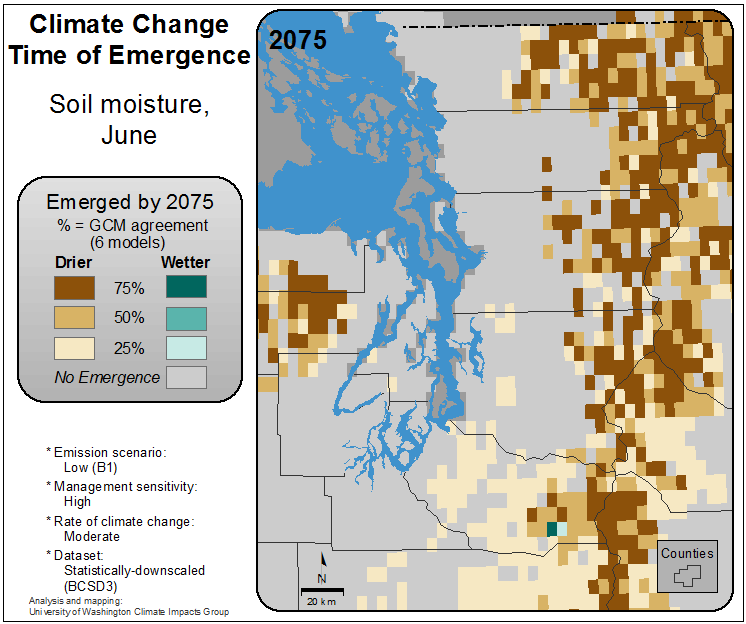 Climate Change
Time of Emergence
Soil moisture,
June
2075
Emerged by 2075
% = GCM agreement
(6 models)
Drier Wetter
75%
50%
25%
No Emergence
* Emission scenario:
Low (B1)
* Management sensitivity:
High
* Rate of climate change:
Moderate
* Dataset:
Statistically-downscaled
(BCSD3)
Analysis and mapping:
University of Washington Climate Impacts Group
N
20 km
Counties